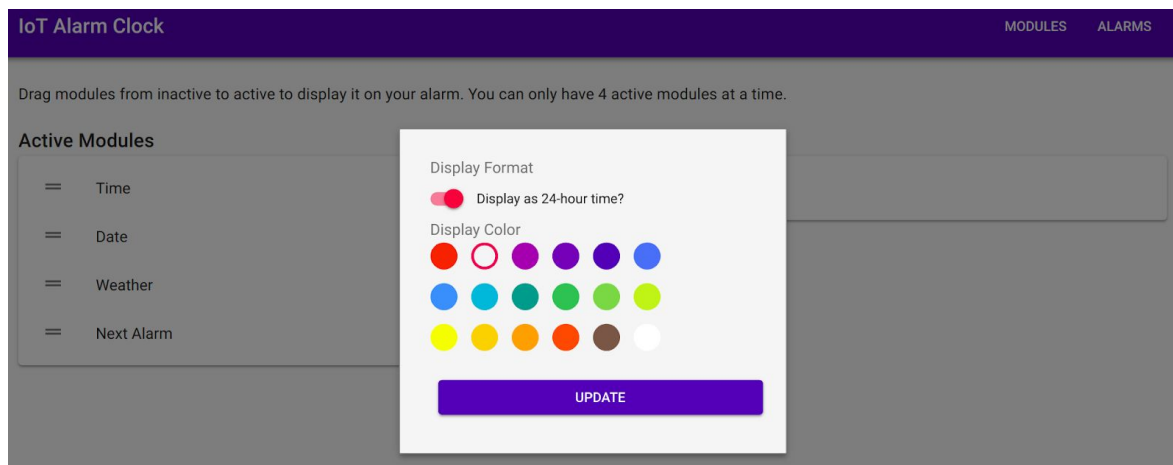 IoT Alarm Clock
MODULES
ALARMS
Drag modules from inactive to active to display it on your alarm. You can only have 4 active modules at a time.
Active Modules
Time
Date
Weather
Next Alarm
Display Format
Display as 24-hour time?
Display Color
UPDATE